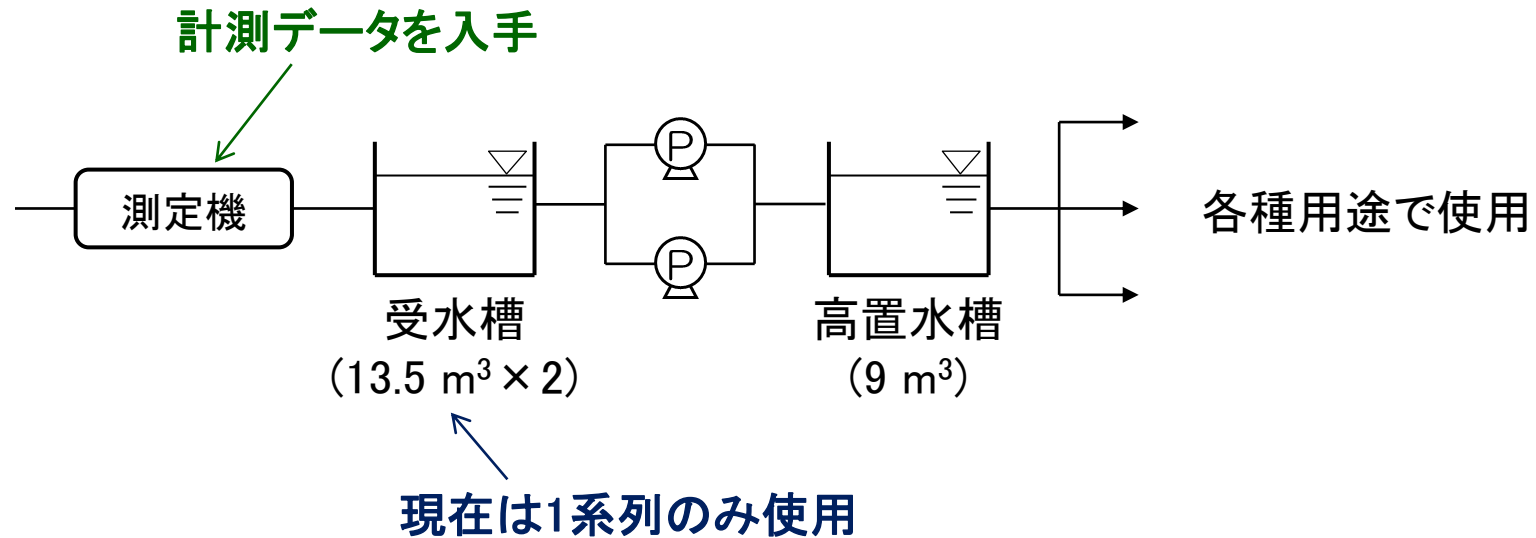 計測データを入手
測定機
P
P
各種用途で使用
受水槽
（13.5 m³×2）
高置水槽
（9 m³）
現在は1系列のみ使用